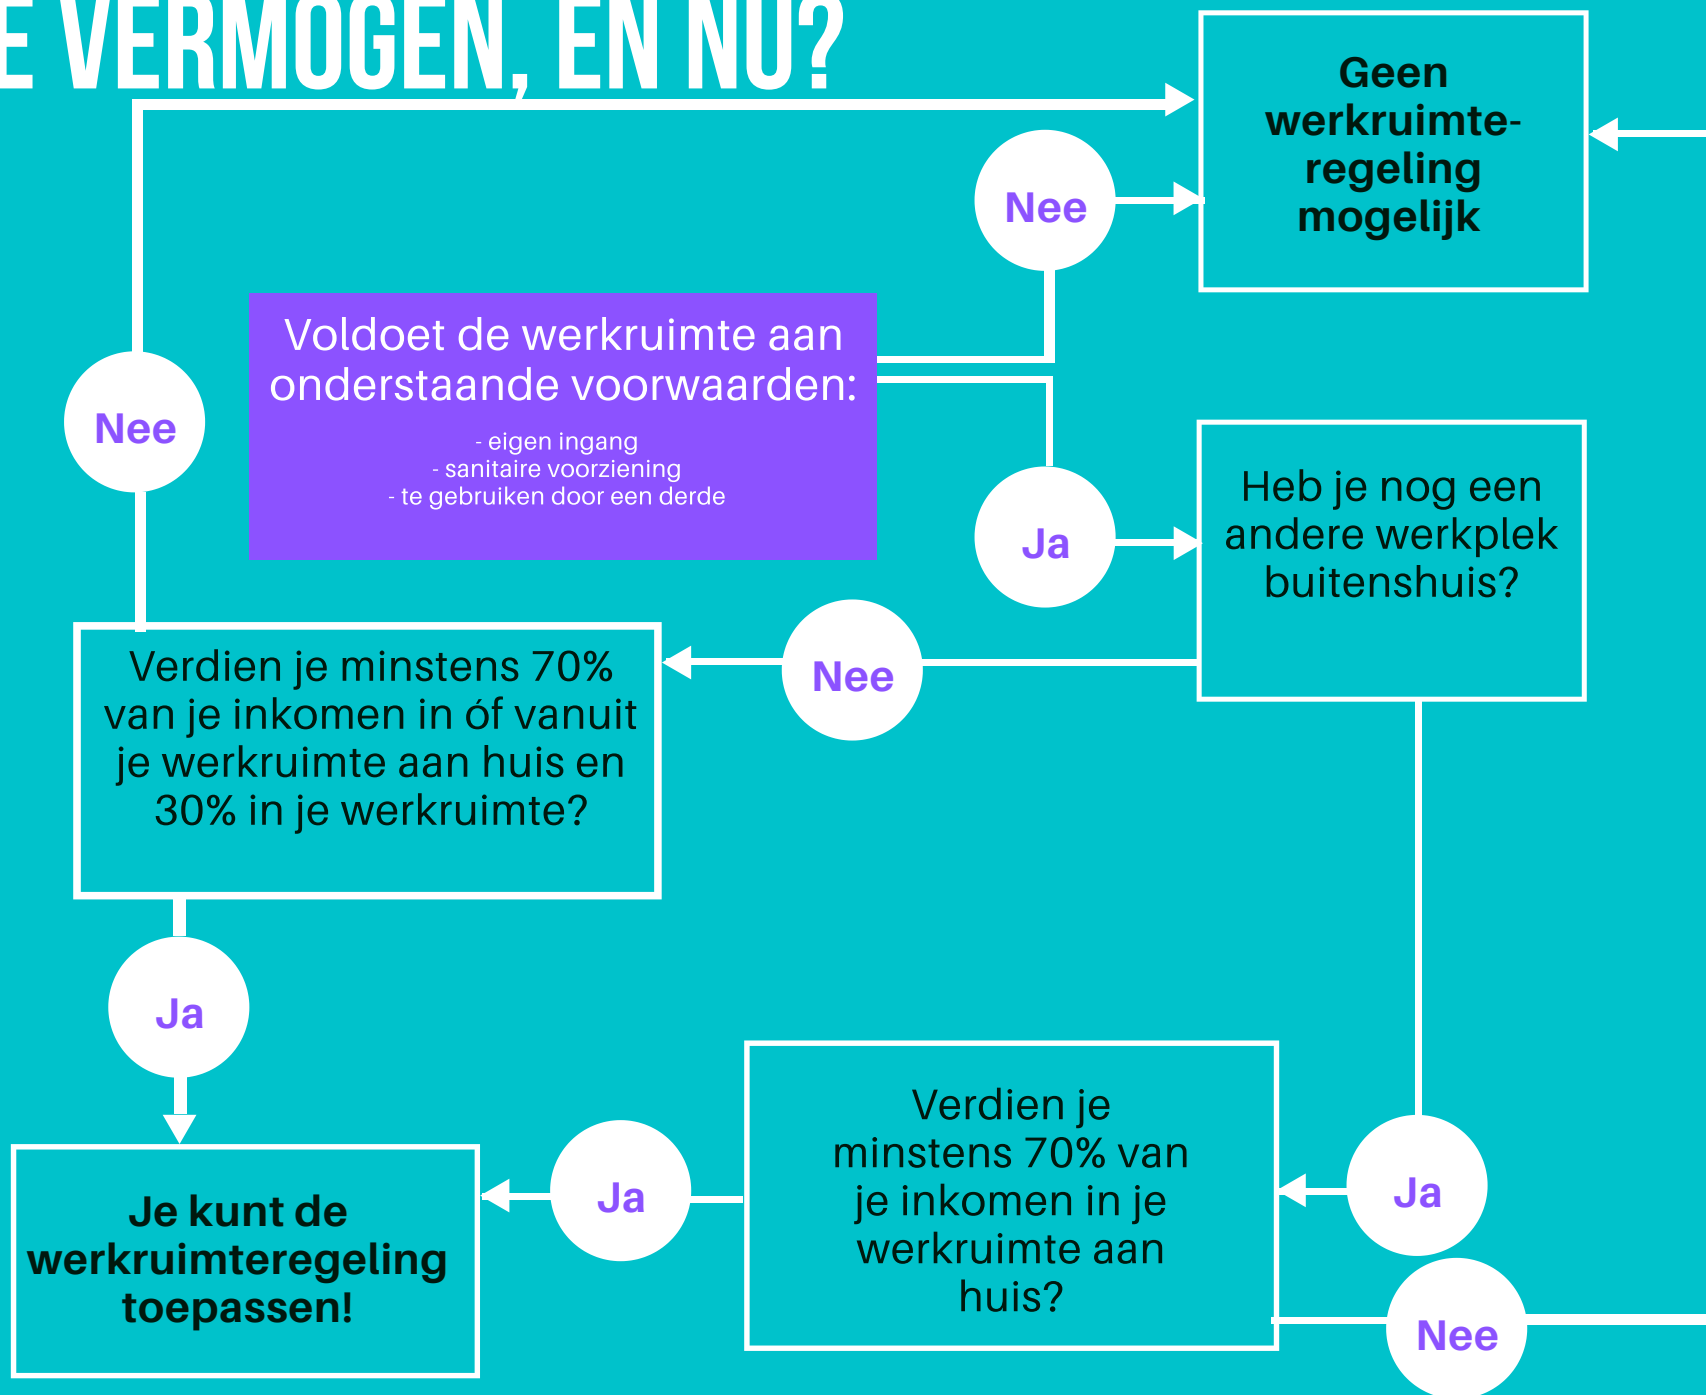 E VERMOGEN, EN NU?
Geen
werkruimte-
regeling
mogelijk
Nee
Voldoet de werkruimte aan
onderstaande voorwaarden:
- eigen ingang
- sanitaire voorziening
- te gebruiken door een derde
Nee
Ja
Heb je nog een
andere werkplek
buitenshuis?
Nee
Verdien je minstens 70%
van je inkomen in óf vanuit
je werkruimte aan huis en
30% in je werkruimte?
Ja
Verdien je
minstens 70% van
je inkomen in je
werkruimte aan
huis?
Ja
Ja
Je kunt de
werkruimteregeling
toepassen!
Nee